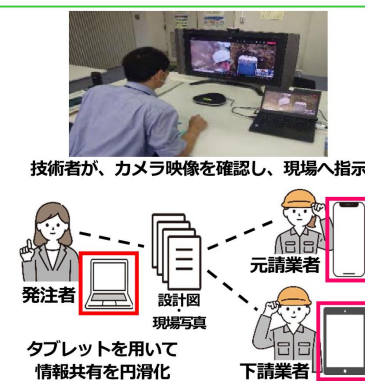 技術者が、カメラ映像を確認し、現場へ指示
発注者
設計図
・
現場写真
元請業者
下請業者
タブレットを用いて
情報共有を円滑化